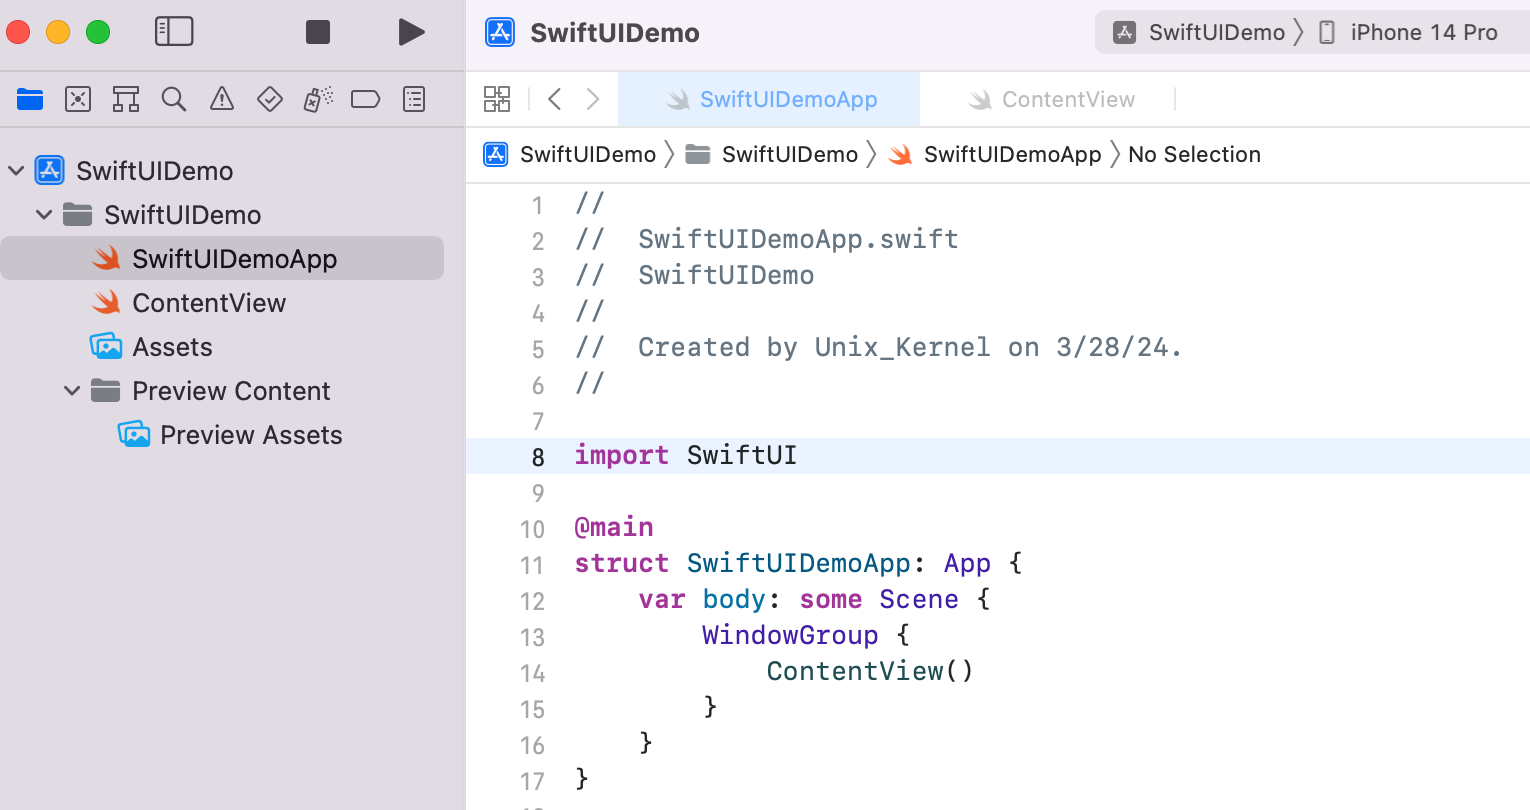 SwiftUIDemo
SwiftUIDemo iPhone 14 Pro
SwiftUIDemoApp ContentView
SwiftUIDemo SwiftUIDemo SwiftUIDemoApp No Selection
SwiftUIDemo
SwiftUIDemo
SwiftUIDemoApp
ContentView
Assets
Preview Content
Preview Assets
1 //
2 //  SwiftUIDemoApp.swift
3 //  SwiftUIDemo
4 //
5 //  Created by Unix_Kernel on 3/28/24.
6 //
7
8 import SwiftUI
9
10 @main
11 struct SwiftUIDemoApp: App {
12     var body: some Scene {
13         WindowGroup {
14             ContentView()
15         }
16     }
17 }